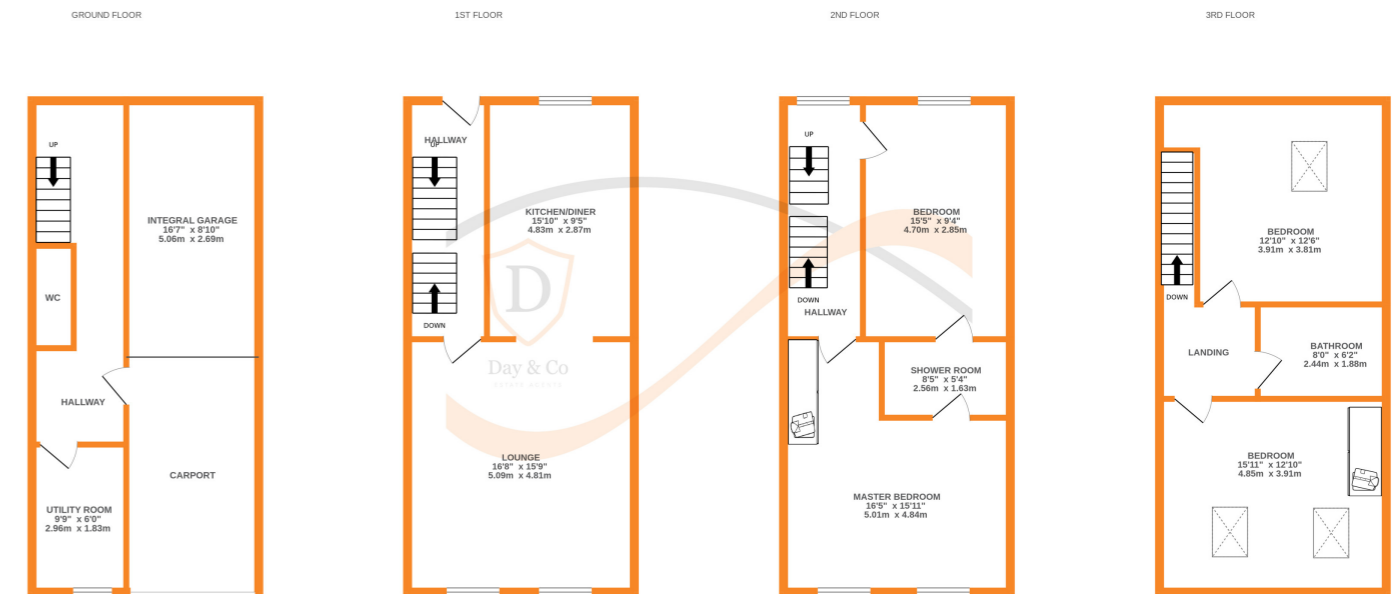 GROUND FLOOR
1ST FLOOR
2ND FLOOR
3RD FLOOR
UP
INTEGRAL GARAGE
16'7" x 8'10"
5.06m x 2.69m
WC
HALLWAY
CARPORT
UTILITY ROOM
9'9" x 6'0"
2.96m x 1.83m
HALLWAY
UP
KITCHEN/DINER
15'10" x 9'5"
4.83m x 2.87m
DOWN
D
Day & Co
ESTATE AGENTS
LOUNGE
16'8" x 15'9"
5.09m x 4.81m
UP
BEDROOM
15'5" x 9'4"
4.70m x 2.85m
DOWN
HALLWAY
SHOWER ROOM
8'5" x 5'4"
2.56m x 1.63m
MASTER BEDROOM
16'5" x 15'11"
5.01m x 4.84m
BEDROOM
12'10" x 12'6"
3.91m x 3.81m
DOWN
LANDING
BATHROOM
8'0" x 6'2"
2.44m x 1.88m
BEDROOM
15'11" x 12'10"
4.85m x 3.91m